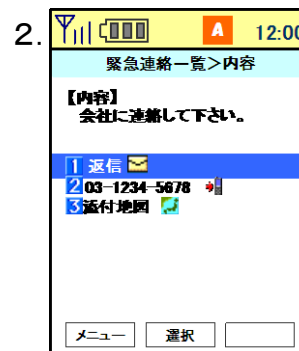 2.
A 12:00
緊急連絡一覧>内容
【内容】
会社に連絡して下さい。
1 返信
2 03-1234-5678
3 添付地図
メニュー 選択